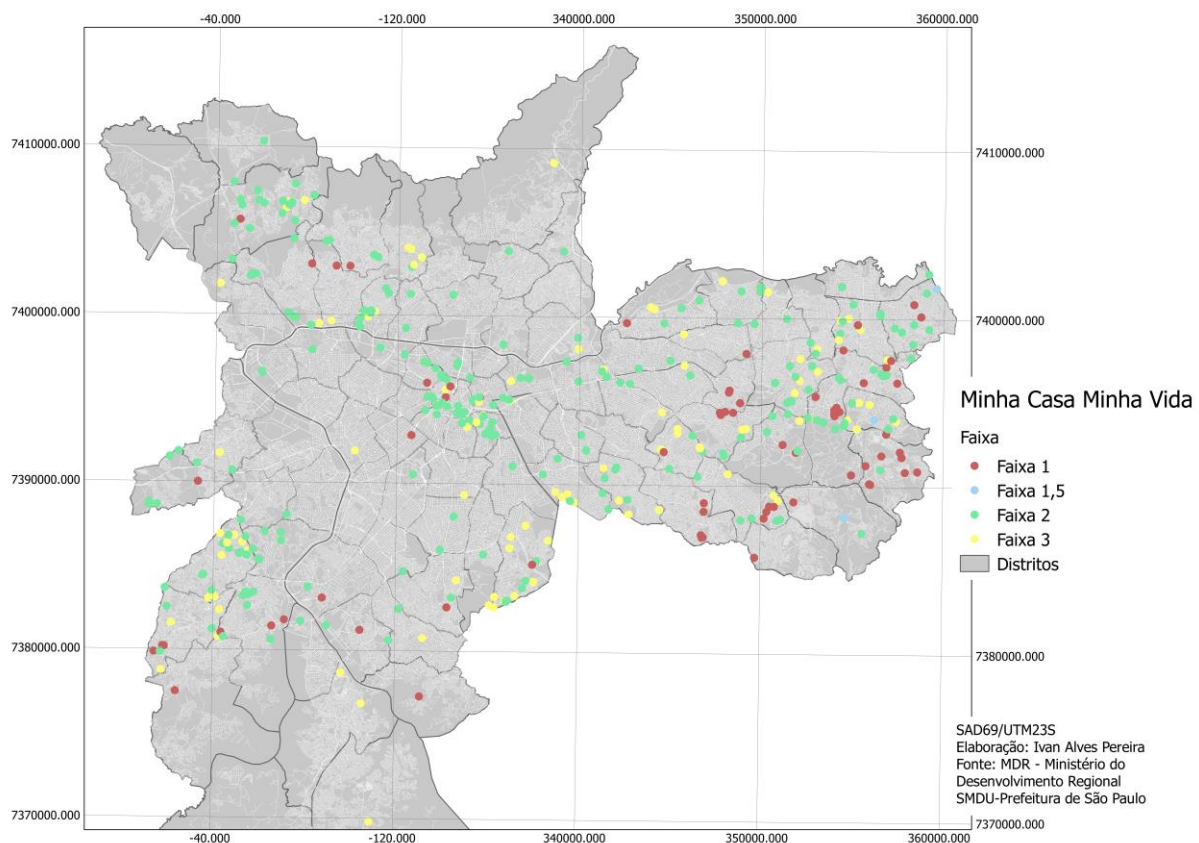 -40.000 -120.000 340000.000 350000.000 360000.000
7410000.000 7410000.000
7400000.000 7400000.000
Minha Casa Minha Vida
Faixa
Faixa 1
Faixa 1,5
7390000.000
Faixa 2
Faixa 3
Distritos
7380000.000 7380000.000
SAD69/UTM23S
Elaboração: Ivan Alves Pereira
Fonte: MDR - Ministério do
Desenvolvimento Regional
SMDU-Prefeitura de São Paulo
7370000.000 7370000.000
-40.000 -120.000 340000.000 350000.000 360000.000